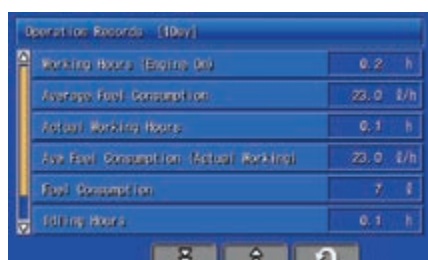 Operation Records [1Day]
Working Hours (Engine On) 0.2 h
Average Fuel Consumption 23.0 ℓ/h
Actual Working Hours 0.1 h
Ave Fuel Consumption (Actual Working) 23.0 ℓ/h
Fuel Consumption 7 ℓ
Idling Hours 0.1 h